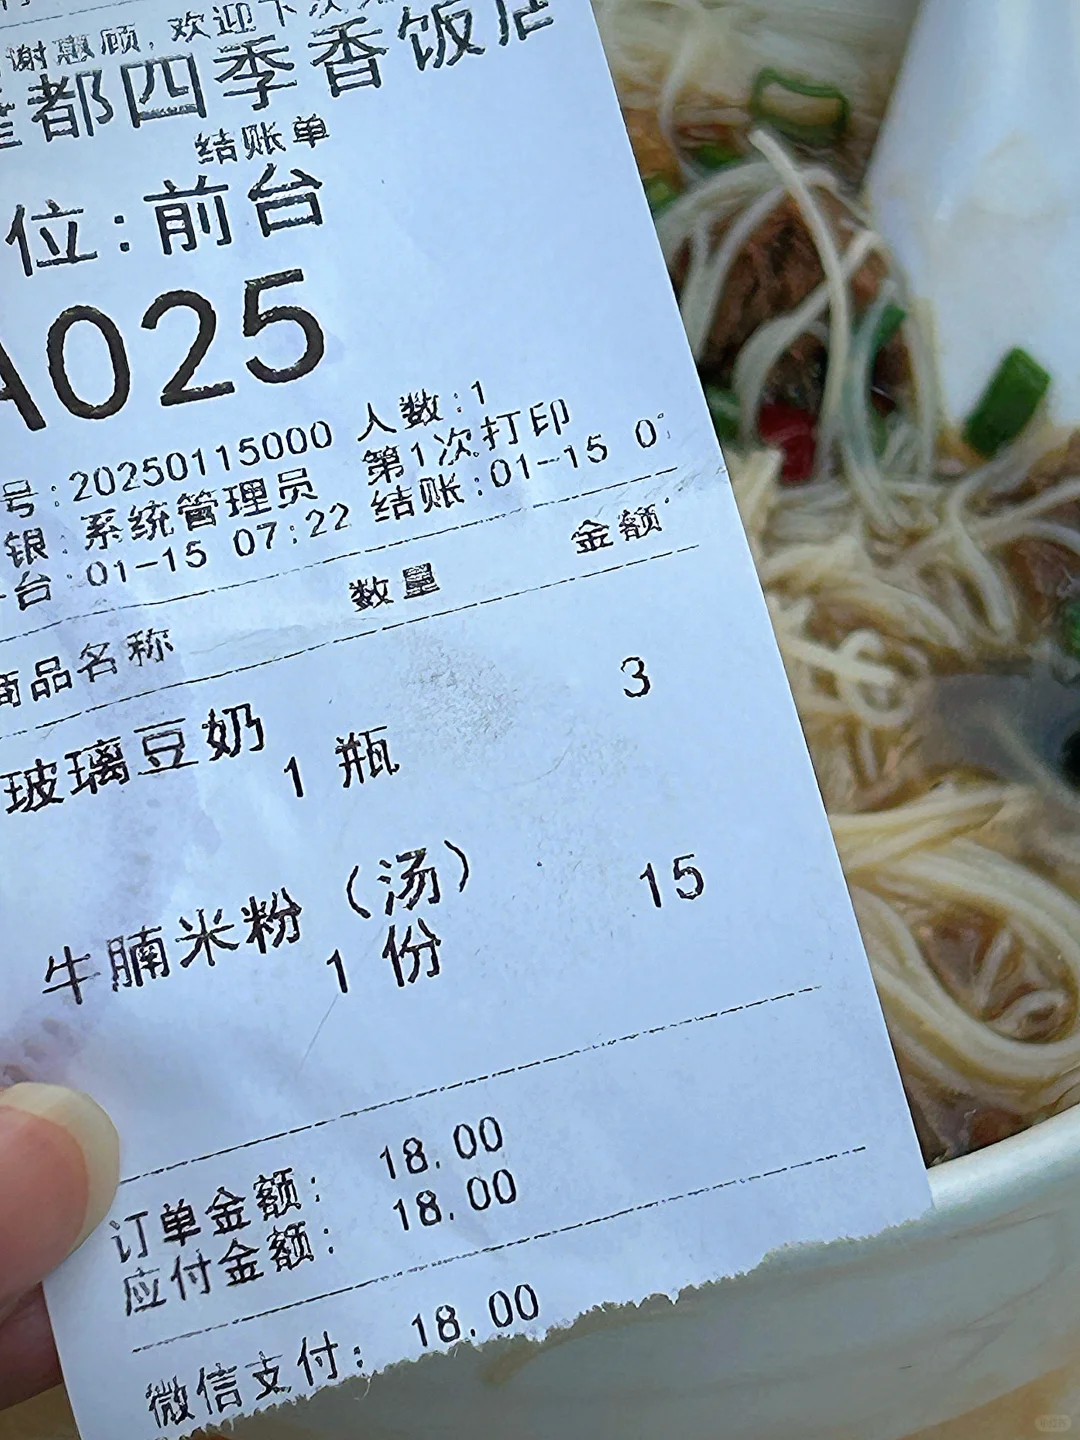 谢惠顾,欢迎下次
都四季香饭店
结账单
位:前台
A025
号:20250115000 人数:1
银:系统管理员 第1次打印
台:01-15 07:22 结账:01-15 0
商品名称 数量 金额
玻璃豆奶 3
1 瓶
牛腩米粉（汤） 15
1 份
订单金额: 18.00
应付金额: 18.00
微信支付: 18.00